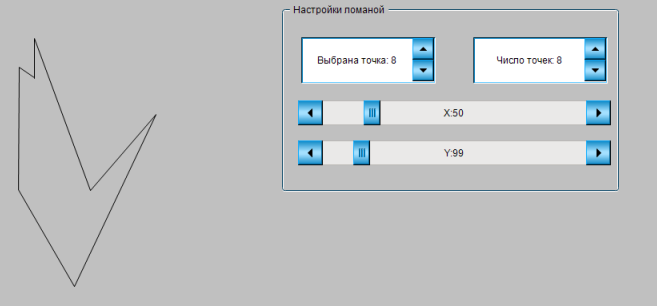 Настройки ломаной
Выбрана точка: 8
Число точек: 8
X:50
Y:99